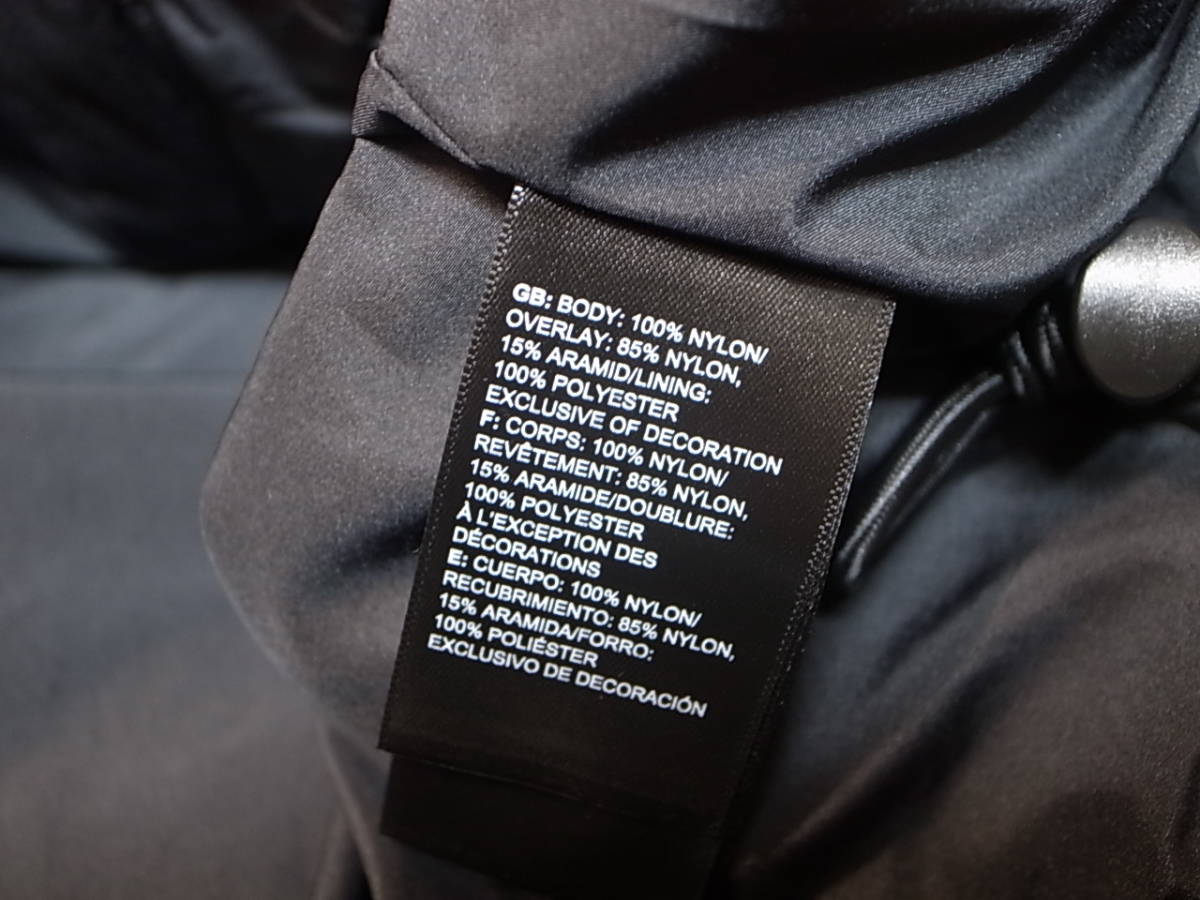 GB: BODY: 100% NYLON/
OVERLAY: 85% NYLON,
15% ARAMID/LINING:
100% POLYESTER
EXCLUSIVE OF DECORATION
F: CORPS: 100% NYLON/
REVÊTEMENT: 85% NYLON,
15% ARAMIDE/DOUBLURE:
100% POLYESTER
À L'EXCEPTION DES
DÉCORATIONS
E: CUERPO: 100% NYLON/
RECUBRIMIENTO: 85% NYLON,
15% ARAMIDA/FORRO:
100% POLIÉSTER
EXCLUSIVO DE DECORACIÓN